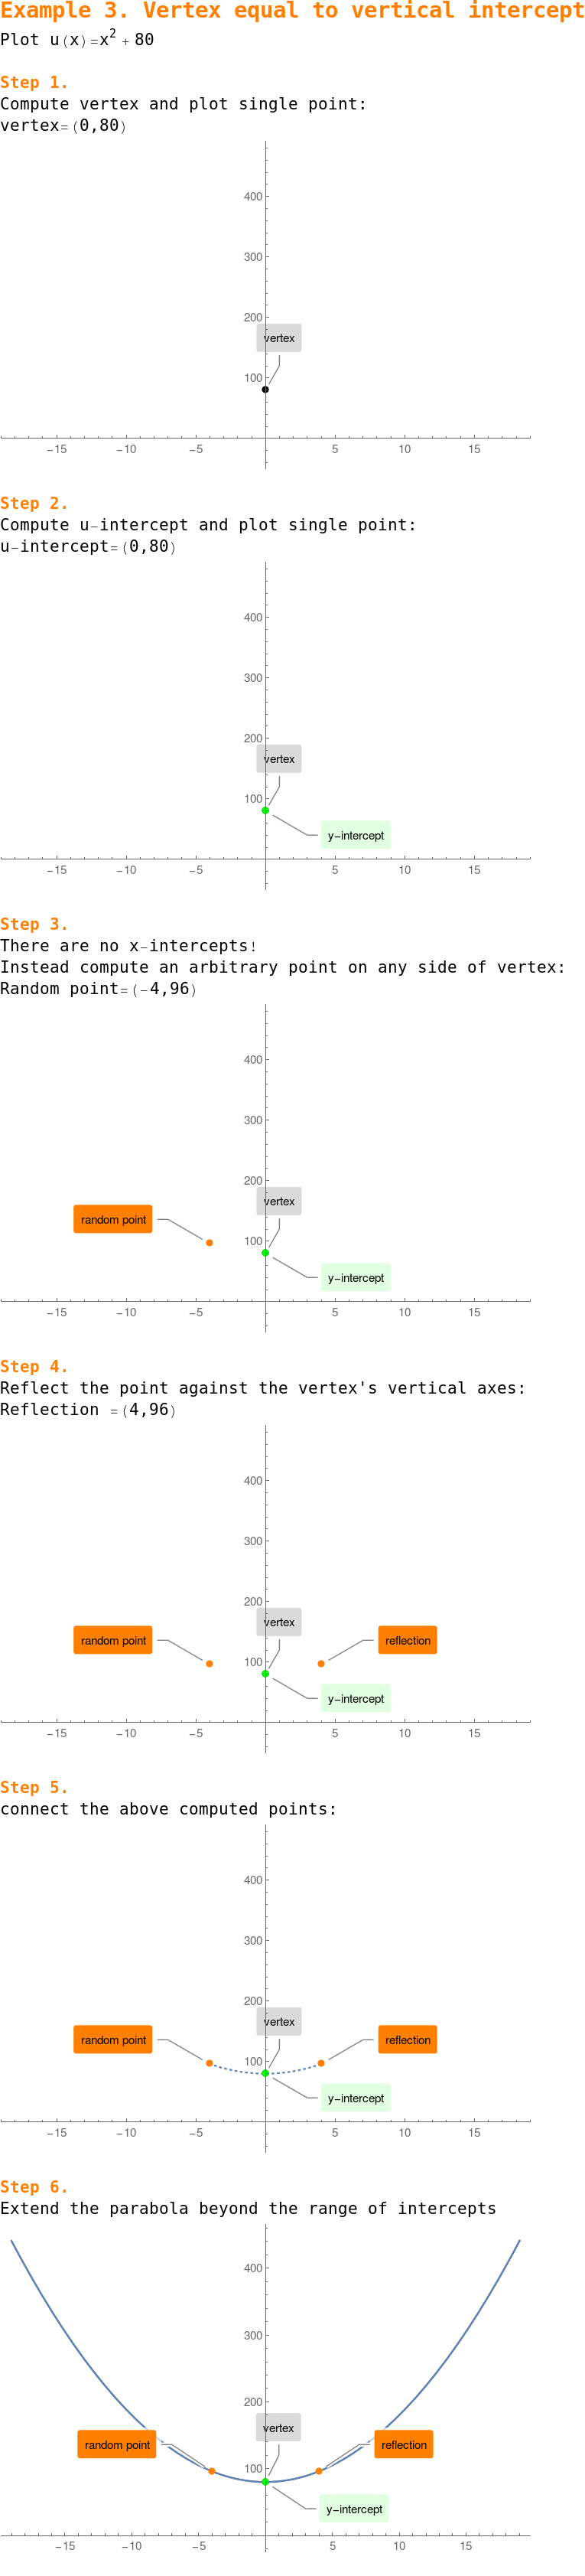 Example 3. Vertex equal to vertical intercept
Plot u(x)=x²+80
Step 1.
Compute vertex and plot single point:
vertex=(0,80)
400
300
200
vertex
100
−15 −10 −5 5 10 15
Step 2.
Compute u-intercept and plot single point:
u-intercept=(0,80)
400
300
200
vertex
100
y−intercept
−15 −10 −5 5 10 15
Step 3.
There are no x-intercepts!
Instead compute an arbitrary point on any side of vertex:
Random point=(-4,96)
400
300
200
vertex
random point
100
y−intercept
−15 −10 −5 5 10 15
Step 4.
Reflect the point against the vertex's vertical axes:
Reflection =(4,96)
400
300
200
vertex
random point reflection
100
y−intercept
−15 −10 −5 5 10 15
Step 5.
connect the above computed points:
400
300
200
vertex
random point reflection
100
y−intercept
−15 −10 −5 5 10 15
Step 6.
Extend the parabola beyond the range of intercepts
400
300
200
vertex
random point reflection
100
y−intercept
−15 −10 −5 5 10 15